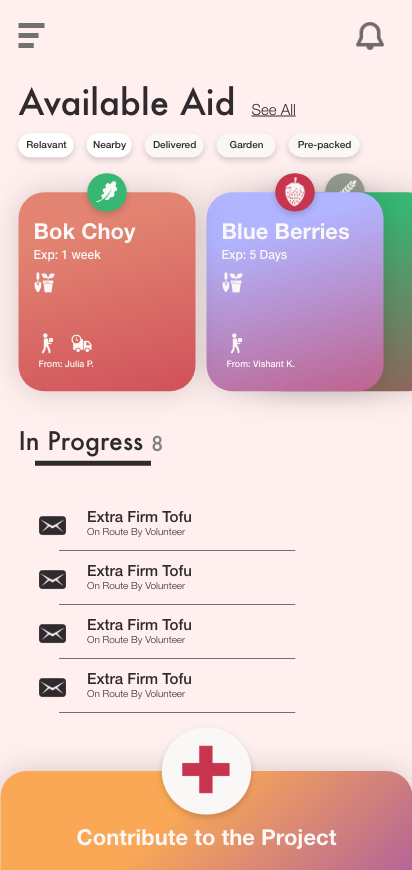 Available Aid See All
Relavant Nearby Delivered Garden Pre-packed
Bok Choy
Exp: 1 week
From: Julia P.
Blue Berries
Exp: 5 Days
From: Vishant K.
In Progress 8
Extra Firm Tofu
On Route By Volunteer
Extra Firm Tofu
On Route By Volunteer
Extra Firm Tofu
On Route By Volunteer
Extra Firm Tofu
On Route By Volunteer
Contribute to the Project